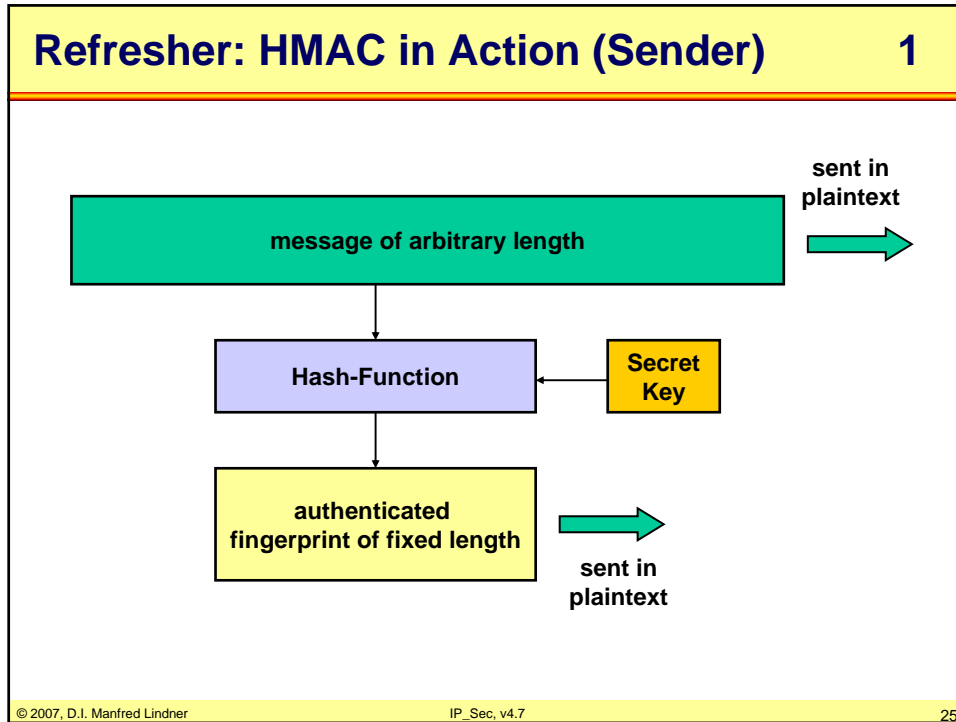 Refresher: HMAC in Action (Sender) 1
sent in
plaintext
message of arbitrary length
Hash-Function
Secret
Key
authenticated
fingerprint of fixed length
sent in
plaintext
© 2007, D.I. Manfred Lindner IP_Sec, v4.7 25